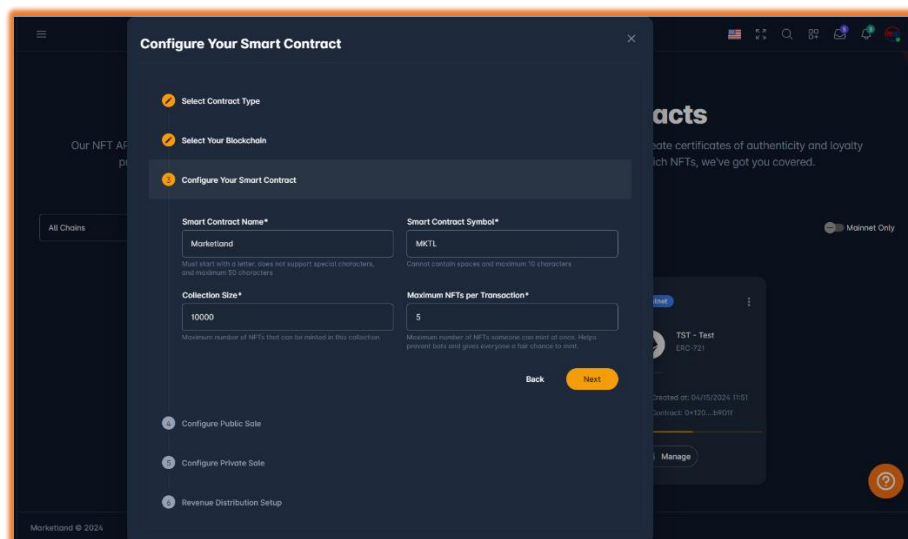 Configure Your Smart Contract
Select Contract Type
Select Your Blockchain
3
Configure Your Smart Contract
Smart Contract Name*
Marketland
Must start with a letter, does not support special characters,
and maximum 50 characters
Smart Contract Symbol*
MKTL
Cannot contain spaces and maximum 10 characters
Collection Size*
10000
Maximum number of NFTs that can be minted in this collection
Maximum NFTs per Transaction*
5
Maximum number of NFTs someone can mint at once. Helps
prevent bots and gives everyone a fair chance to mint.
Back
Next
4
Configure Public Sale
5
Configure Private Sale
6
Revenue Distribution Setup
acts
Our NFT AP
eate certificates of authenticity and loyalty
ich NFTs, we've got you covered.
All Chains
Mainnet Only
TST - Test
ERC-721
Created at: 04/15/2024 11:51
Manage
Marketland © 2024